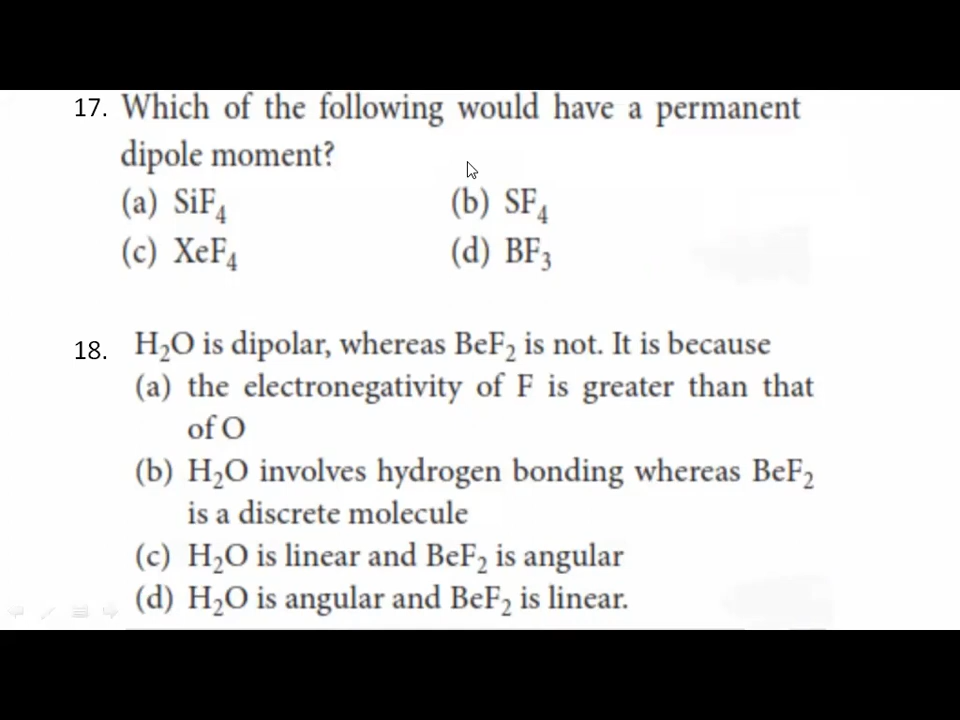 17. Which of the following would have a permanent
dipole moment?
(a) SiF₄ (b) SF₄
(c) XeF₄ (d) BF₃
18. H₂O is dipolar, whereas BeF₂ is not. It is because
(a) the electronegativity of F is greater than that
of O
(b) H₂O involves hydrogen bonding whereas BeF₂
is a discrete molecule
(c) H₂O is linear and BeF₂ is angular
(d) H₂O is angular and BeF₂ is linear.